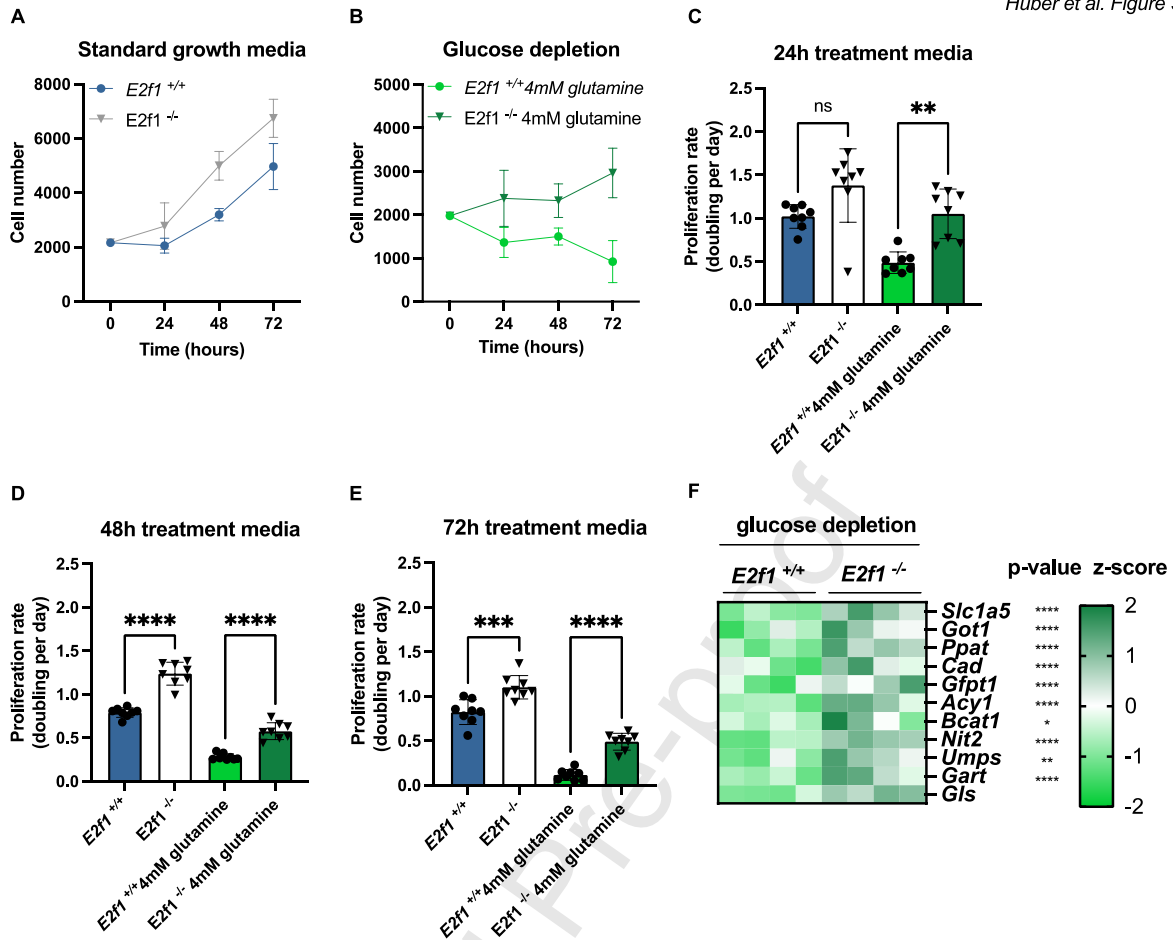 Huber et al. Figure
A
Standard growth media
E2f1 +/+
E2f1 -/-
Cell number
8000
6000
4000
2000
0
0 24 48 72
Time (hours)
B
Glucose depletion
E2f1 +/+ 4mM glutamine
E2f1 -/- 4mM glutamine
Cell number
5000
4000
3000
2000
1000
0
0 24 48 72
Time (hours)
C
24h treatment media
Proliferation rate
(doubling per day)
2.5
2.0
1.5
1.0
0.5
0.0
ns
**
E2f1 +/+
E2f1 -/-
E2f1 +/+ 4mM glutamine
E2f1 -/- 4mM glutamine
D
48h treatment media
Proliferation rate
(doubling per day)
2.5
2.0
1.5
1.0
0.5
0.0
****
****
E2f1 +/+
E2f1 -/-
E2f1 +/+ 4mM glutamine
E2f1 -/- 4mM glutamine
E
72h treatment media
Proliferation rate
(doubling per day)
2.5
2.0
1.5
1.0
0.5
0.0
***
****
E2f1 +/+
E2f1 -/-
E2f1 +/+ 4mM glutamine
E2f1 -/- 4mM glutamine
F
glucose depletion
E2f1 +/+ E2f1 -/-
p-value z-score
Slc1a5 ****
Got1 ****
Ppat ****
Cad ****
Gfpt1 ****
Acy1 ****
Bcat1 *
Nit2 ****
Umps **
Gart ****
Gls
2
1
0
-1
-2
Pre-proof